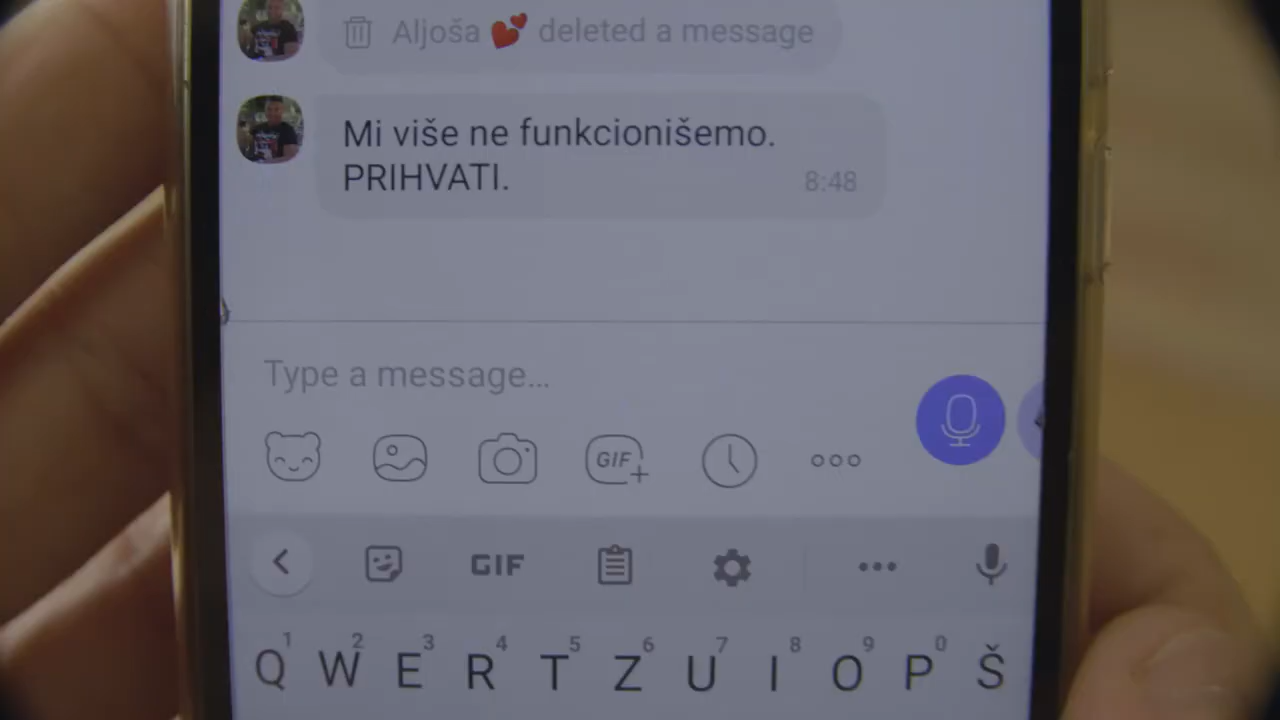 Aljoša 💕 deleted a message
Mi više ne funkcionišemo.
PRIHVATI.
8:48
Type a message...
GIF
GIF
1 2 3 4 5 6 7 8 9 0
Q W E R T Z U I O P Š